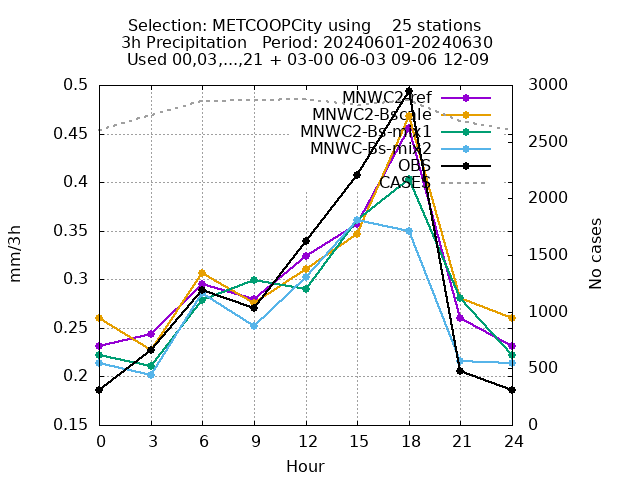 Selection: METCOOPCity using    25 stations
3h Precipitation   Period: 20240601-20240630
Used 00,03,...,21 + 03-00 06-03 09-06 12-09
MNWC2-ref
MNWC2-Bscale
MNWC2-Bs-mix1
MNWC-Bs-mix2
OBS
CASES
mm/3h
0.5
0.45
0.4
0.35
0.3
0.25
0.2
0.15
3000
2500
2000
1500
1000
500
0
No cases
0 3 6 9 12 15 18 21 24
Hour